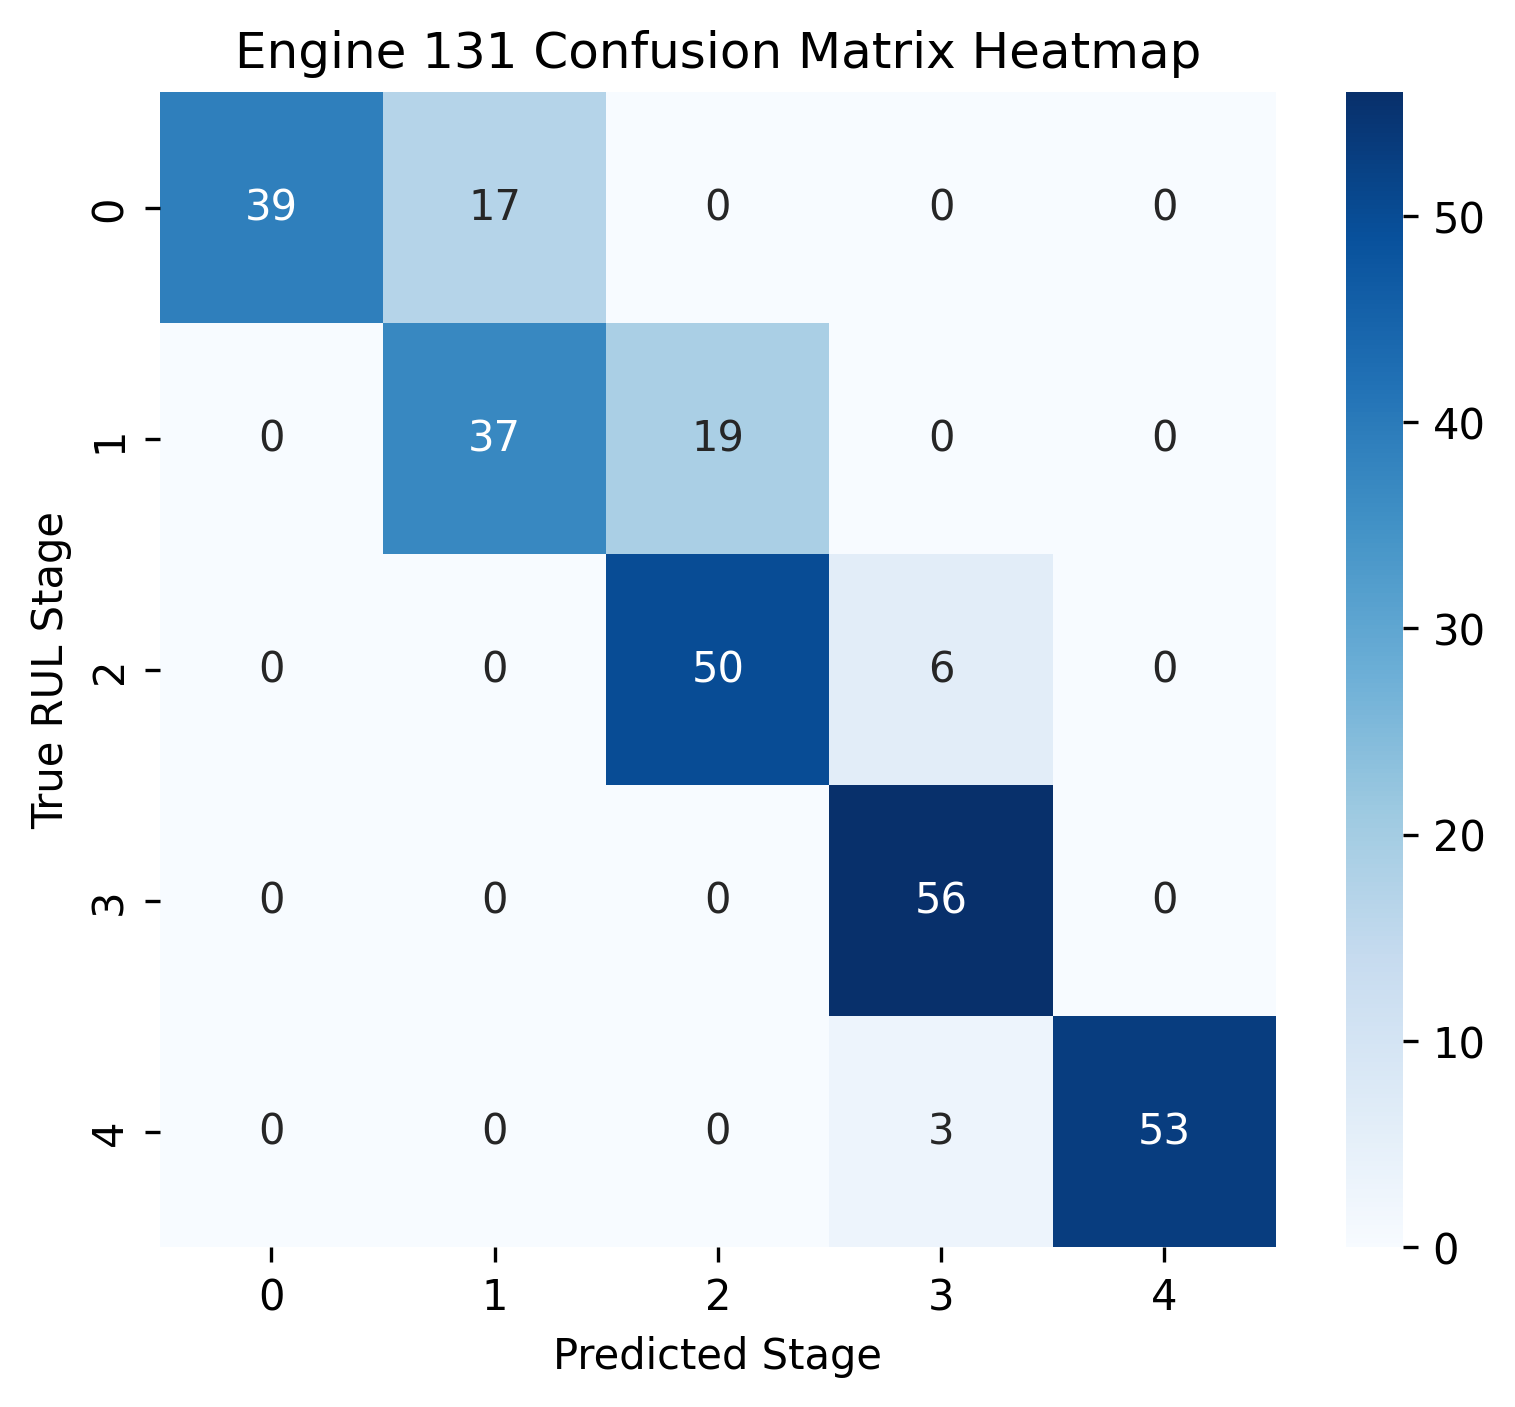 Engine 131 Confusion Matrix Heatmap
True RUL Stage
0 39 17 0 0 0
1 0 37 19 0 0
2 0 0 50 6 0
3 0 0 0 56 0
4 0 0 0 3 53
0 1 2 3 4
Predicted Stage
50
40
30
20
10
0